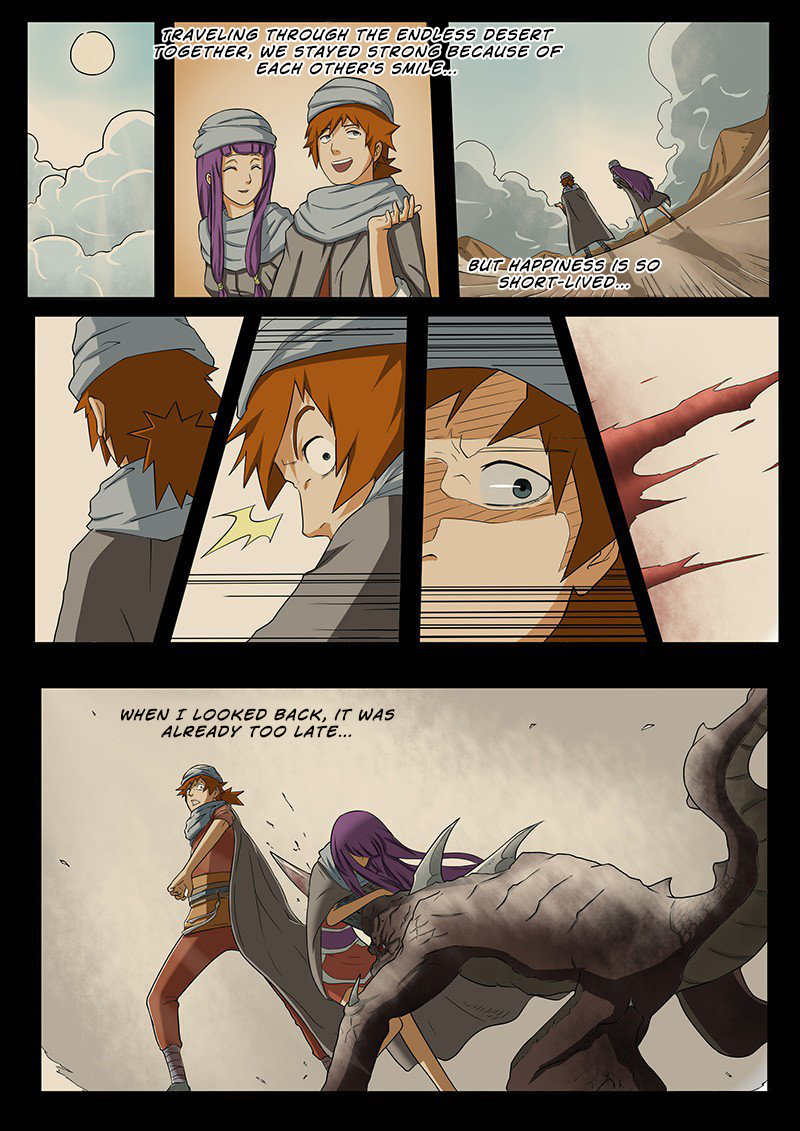 TRAVELING THROUGH THE ENDLESS DESERT
TOGETHER, WE STAYED STRONG BECAUSE OF
EACH OTHER'S SMILE...
BUT HAPPINESS IS SO
SHORT-LIVED...
WHEN I LOOKED BACK, IT WAS
ALREADY TOO LATE...